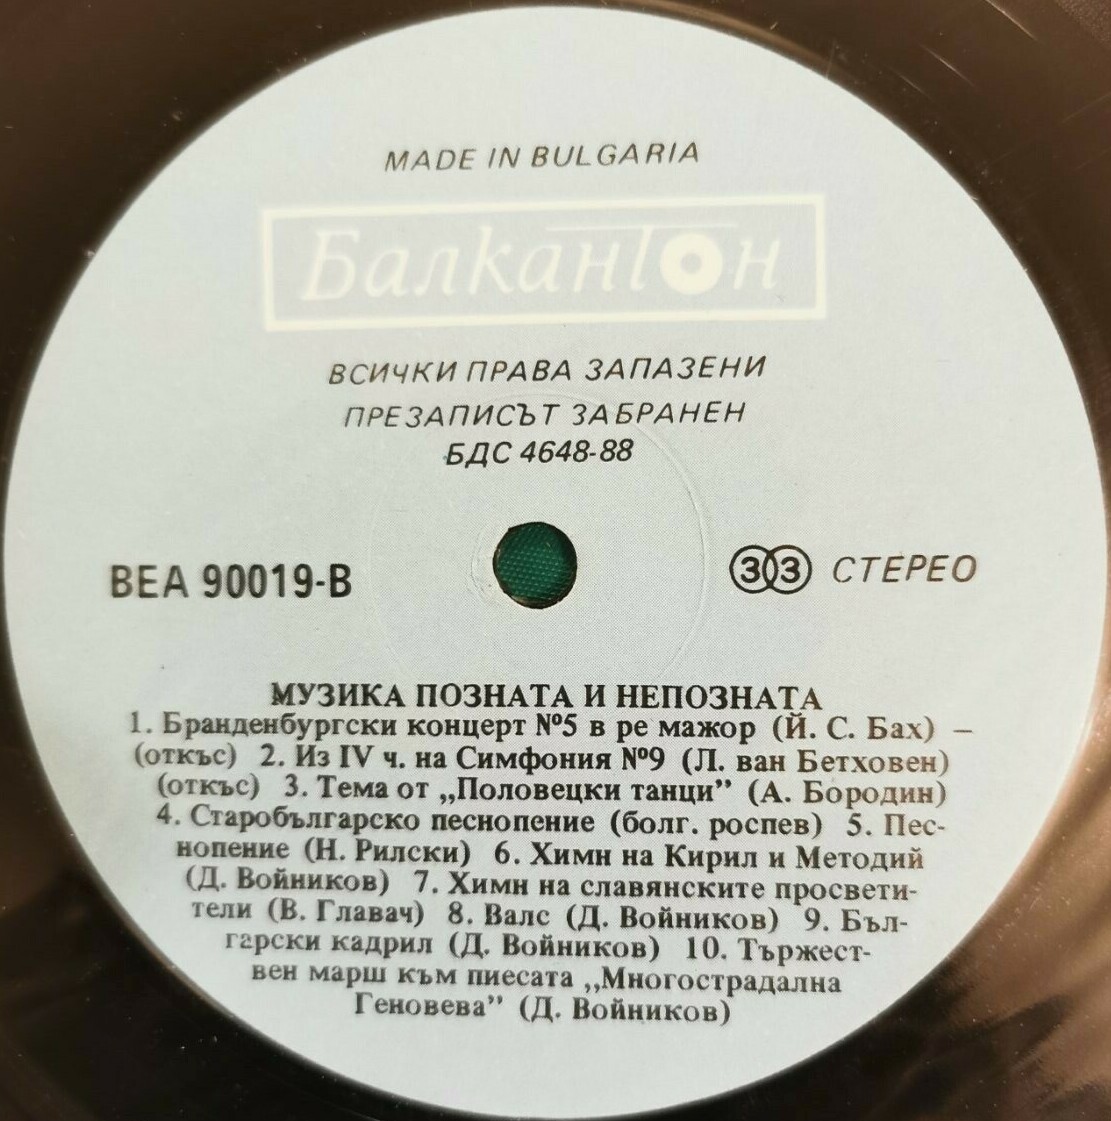 MADE IN BULGARIA
Балкантон
ВСИЧКИ ПРАВА ЗАПАЗЕНИ
ПРЕЗАПИСЪТ ЗАБРАНЕН
БДС 4648-88
ВЕА 90019-В
33 СТЕРЕО
МУЗИКА ПОЗНАТА И НЕПОЗНАТА
1. Бранденбургски концерт №5 в ре мажор (Й. С. Бах) –
(откъс) 2. Из IV ч. на Симфония №9 (Л. ван Бетховен)
(откъс) 3. Тема от „Половецки танци” (А. Бородин)
4. Старобългарско песнопение (болг. роспев) 5. Пес-
нопение (Н. Рилски) 6. Химн на Кирил и Методий
(Д. Войников) 7. Химн на славянските просвети-
тели (В. Главач) 8. Валс (Д. Войников) 9. Бъл-
гарски кадрил (Д. Войников) 10. Тържест-
вен марш към пиесата „Многострадална
Геновева” (Д. Войников)